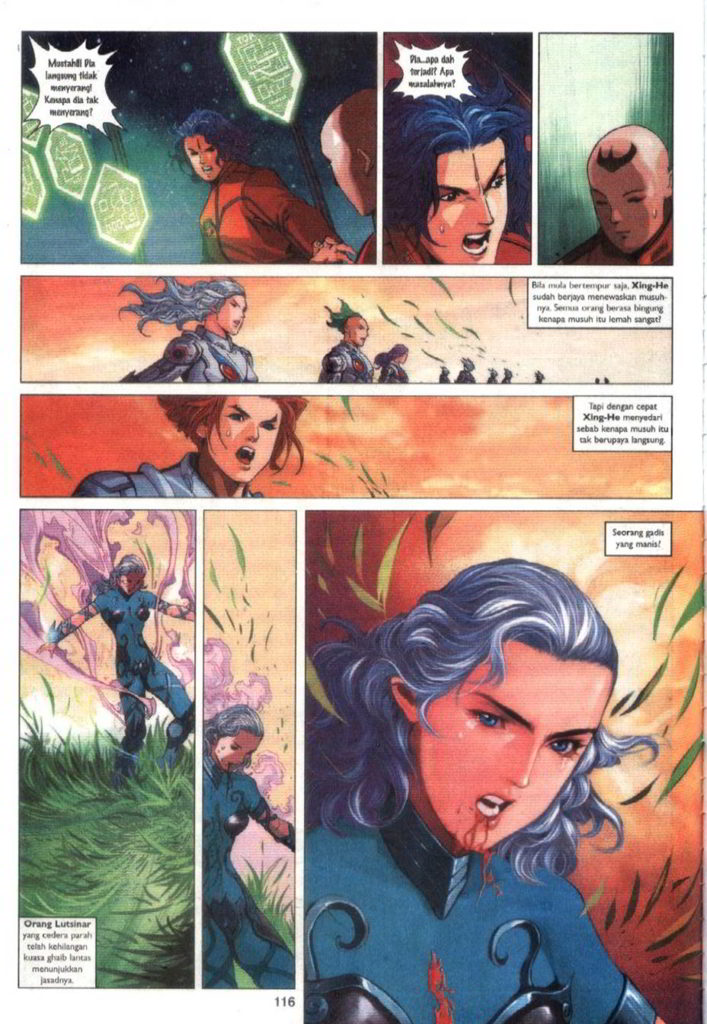 Mustahil! Dia
langsung tidak
menyerang!
Kenapa dia tak
menyerang?
Dia...apa dah
terjadi? Apa
masalahnya?
Bila mula bertempur saja, Xing-He
sudah berjaya menewaskan musuh-
nya. Semua orang berasa bingung
kenapa musuh itu lemah sangat?
Tapi dengan cepat
Xing-He menyedari
sebab kenapa musuh itu
tak berupaya langsung.
Seorang gadis
yang manis?
Orang Lutsinar
yang cedera parah
telah kehilangan
kuasa ghaib lantas
menunjukkan
jasadnya.
116